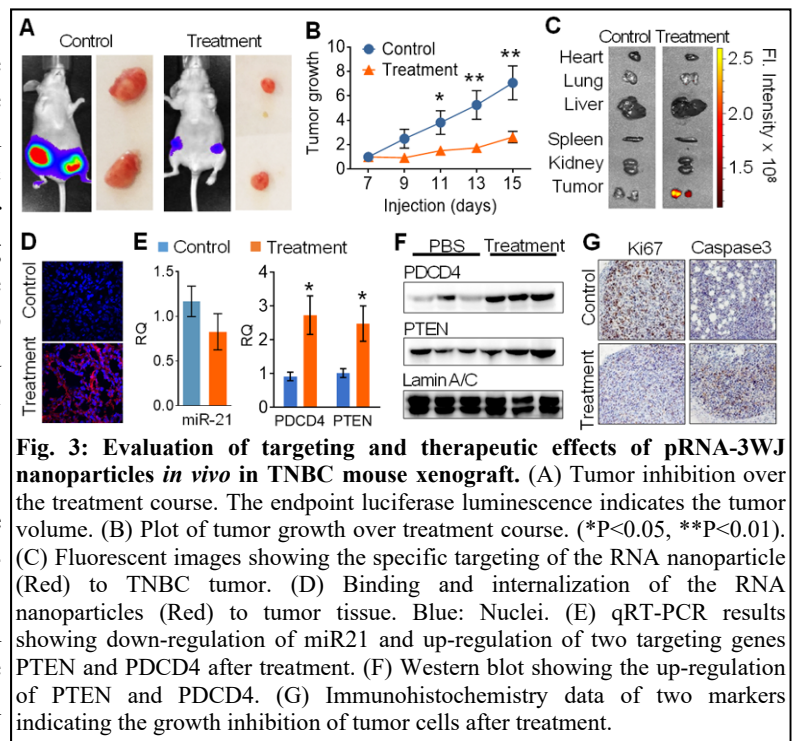 A
Control
Treatment
B
Tumor growth
10
8
6
4
2
0
Control
Treatment
*
**
**
7
9
11
13
15
Injection (days)
C
Control Treatment
Heart
Lung
Liver
Spleen
Kidney
Tumor
2.5
2.0
1.5
Fl. Intensity x 10⁸
D
Control
Treatment
E
Control
Treatment
RQ
1.5
1.0
0.5
0.0
miR-21
RQ
4
3
2
1
0
*
*
PDCD4 PTEN
F
PBS Treatment
PDCD4
PTEN
Lamin A/C
G
Ki67 Caspase3
Control
Treatment
Fig. 3: Evaluation of targeting and therapeutic effects of pRNA-3WJ
nanoparticles in vivo in TNBC mouse xenograft. (A) Tumor inhibition over
the treatment course. The endpoint luciferase luminescence indicates the tumor
volume. (B) Plot of tumor growth over treatment course. (*P<0.05, **P<0.01).
(C) Fluorescent images showing the specific targeting of the RNA nanoparticle
(Red) to TNBC tumor. (D) Binding and internalization of the RNA
nanoparticles (Red) to tumor tissue. Blue: Nuclei. (E) qRT-PCR results
showing down-regulation of miR21 and up-regulation of two targeting genes
PTEN and PDCD4 after treatment. (F) Western blot showing the up-regulation
of PTEN and PDCD4. (G) Immunohistochemistry data of two markers
indicating the growth inhibition of tumor cells after treatment.